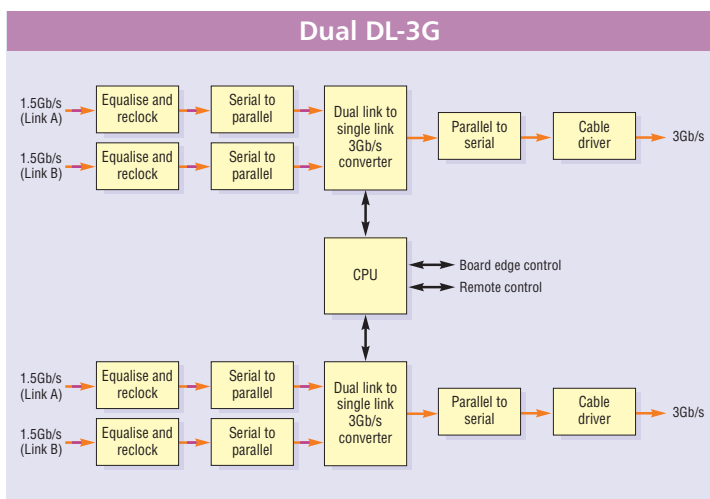 Dual DL-3G
1.5Gb/s
(Link A)
Equalise and
reclock
Serial to
parallel
Dual link to
single link
3Gb/s
converter
Parallel to
serial
Cable
driver
3Gb/s
1.5Gb/s
(Link B)
Equalise and
reclock
Serial to
parallel
CPU
Board edge control
Remote control
1.5Gb/s
(Link A)
Equalise and
reclock
Serial to
parallel
Dual link to
single link
3Gb/s
converter
Parallel to
serial
Cable
driver
3Gb/s
1.5Gb/s
(Link B)
Equalise and
reclock
Serial to
parallel